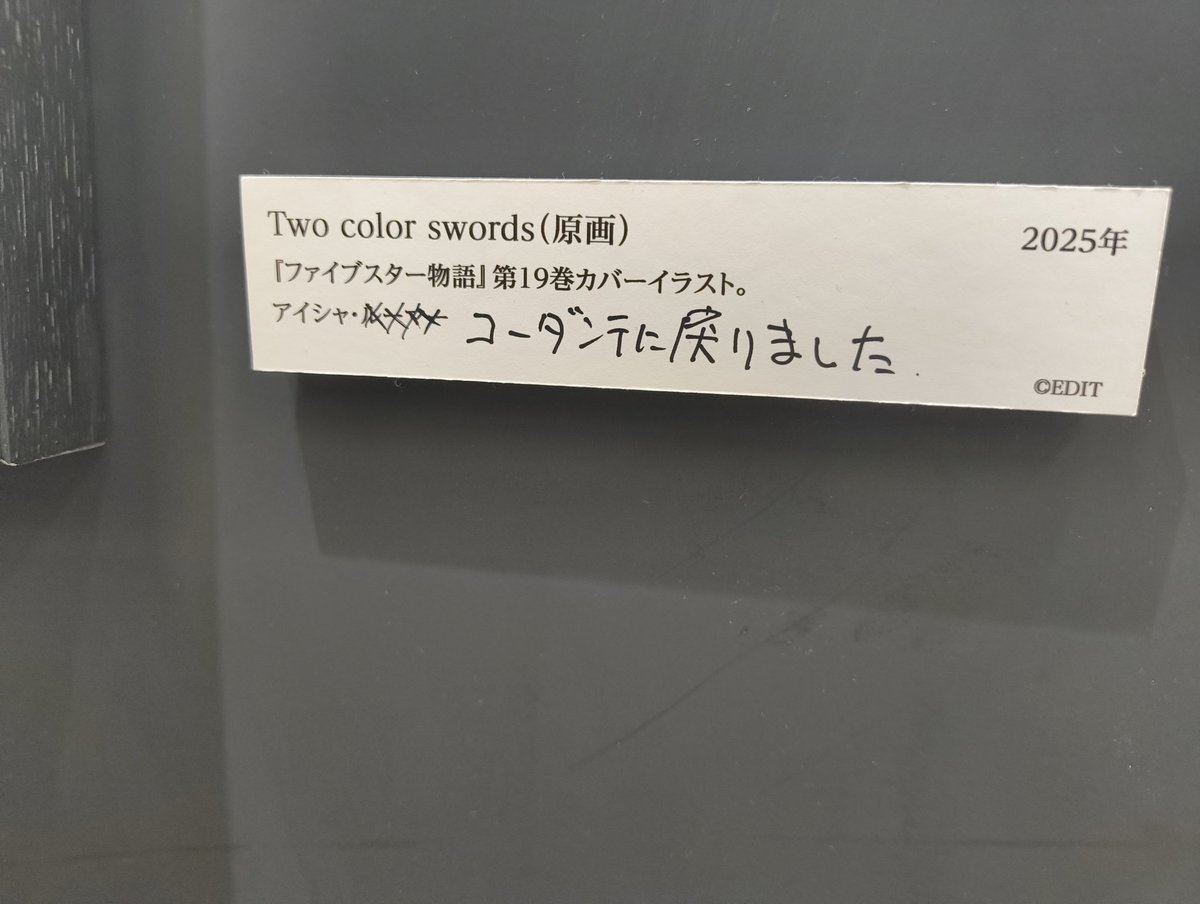 Two color swords(原画)
2025年
『ファイブスター物語』第19巻カバーイラスト。
アイシャ・ コーダンテに戻りました.
©EDIT